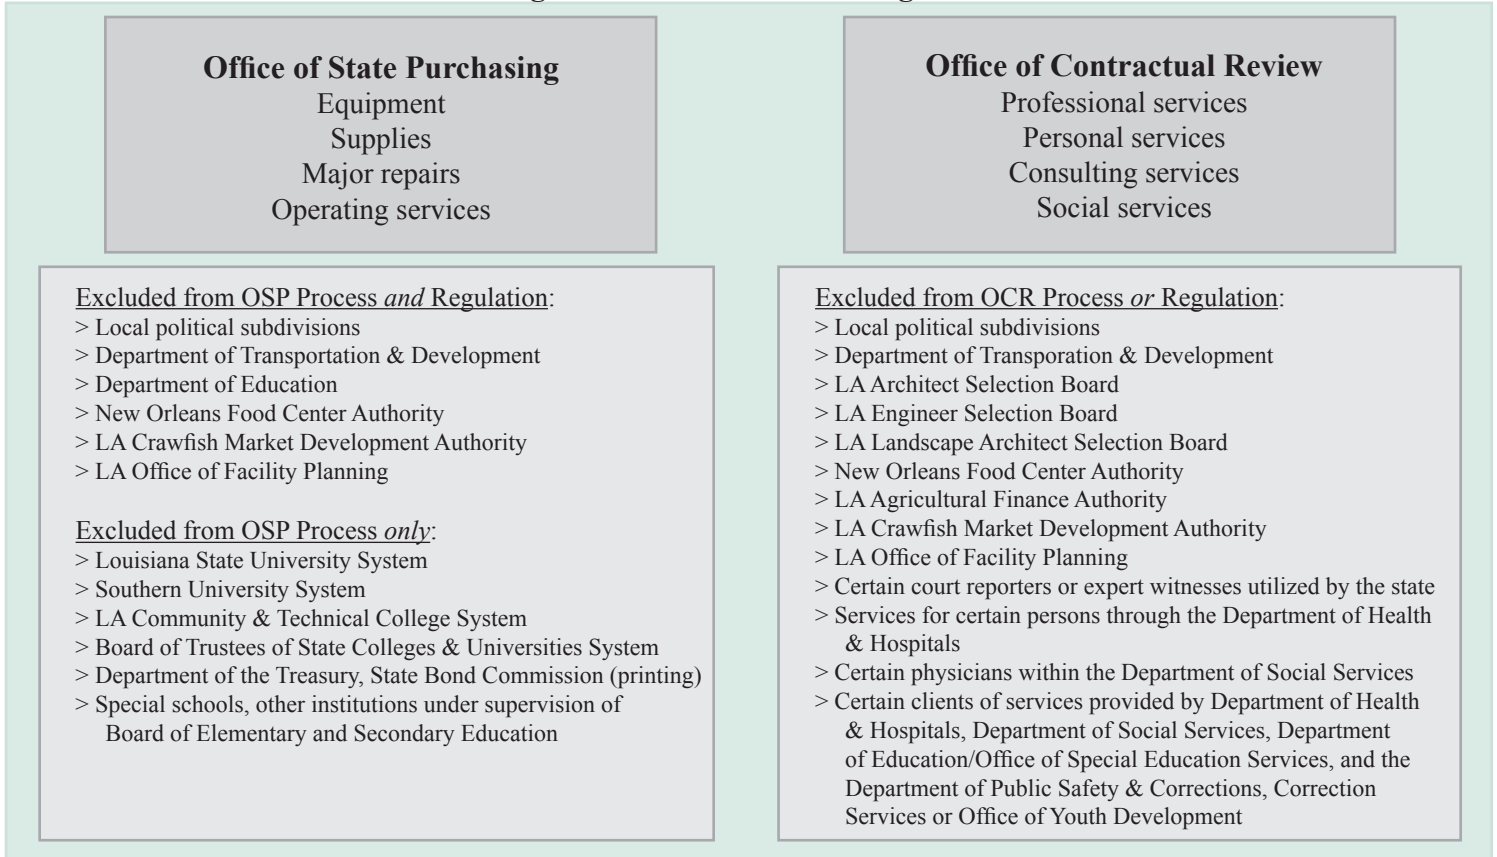 Office of State Purchasing
Equipment
Supplies
Major repairs
Operating services
Office of Contractual Review
Professional services
Personal services
Consulting services
Social services
Excluded from OSP Process and Regulation:
> Local political subdivisions
> Department of Transportation & Development
> Department of Education
> New Orleans Food Center Authority
> LA Crawfish Market Development Authority
> LA Office of Facility Planning
Excluded from OSP Process only:
> Louisiana State University System
> Southern University System
> LA Community & Technical College System
> Board of Trustees of State Colleges & Universities System
> Department of the Treasury, State Bond Commission (printing)
> Special schools, other institutions under supervision of
Board of Elementary and Secondary Education
Excluded from OCR Process or Regulation:
> Local political subdivisions
> Department of Transporation & Development
> LA Architect Selection Board
> LA Engineer Selection Board
> LA Landscape Architect Selection Board
> New Orleans Food Center Authority
> LA Agricultural Finance Authority
> LA Crawfish Market Development Authority
> LA Office of Facility Planning
> Certain court reporters or expert witnesses utilized by the state
> Services for certain persons through the Department of Health
& Hospitals
> Certain physicians within the Department of Social Services
> Certain clients of services provided by Department of Health
& Hospitals, Department of Social Services, Department
of Education/Office of Special Education Services, and the
Department of Public Safety & Corrections, Correction
Services or Office of Youth Development